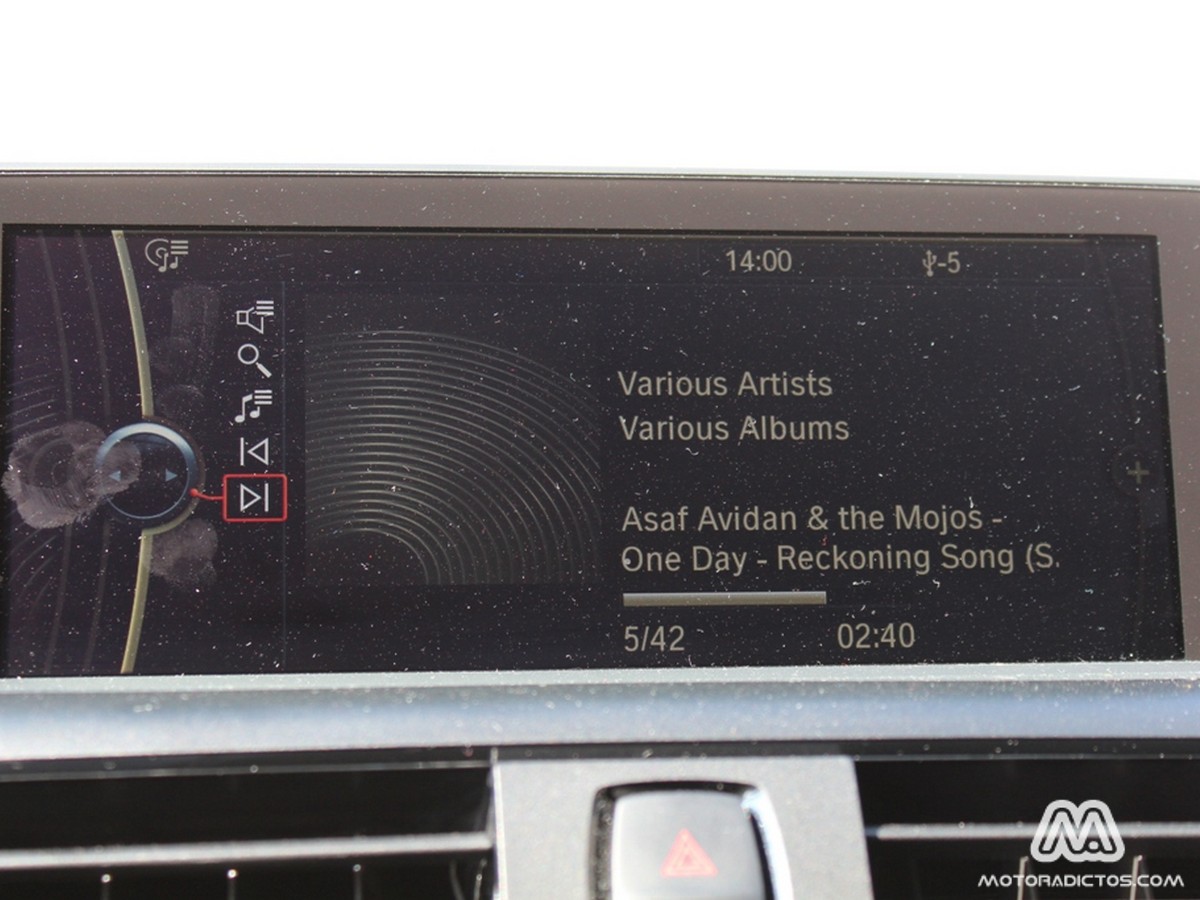 14:00
-5
Various Artists
Various Albums
Asaf Avidan & the Mojos -
One Day - Reckoning Song (S.
5/42
02:40
MOTORADICTOS.COM